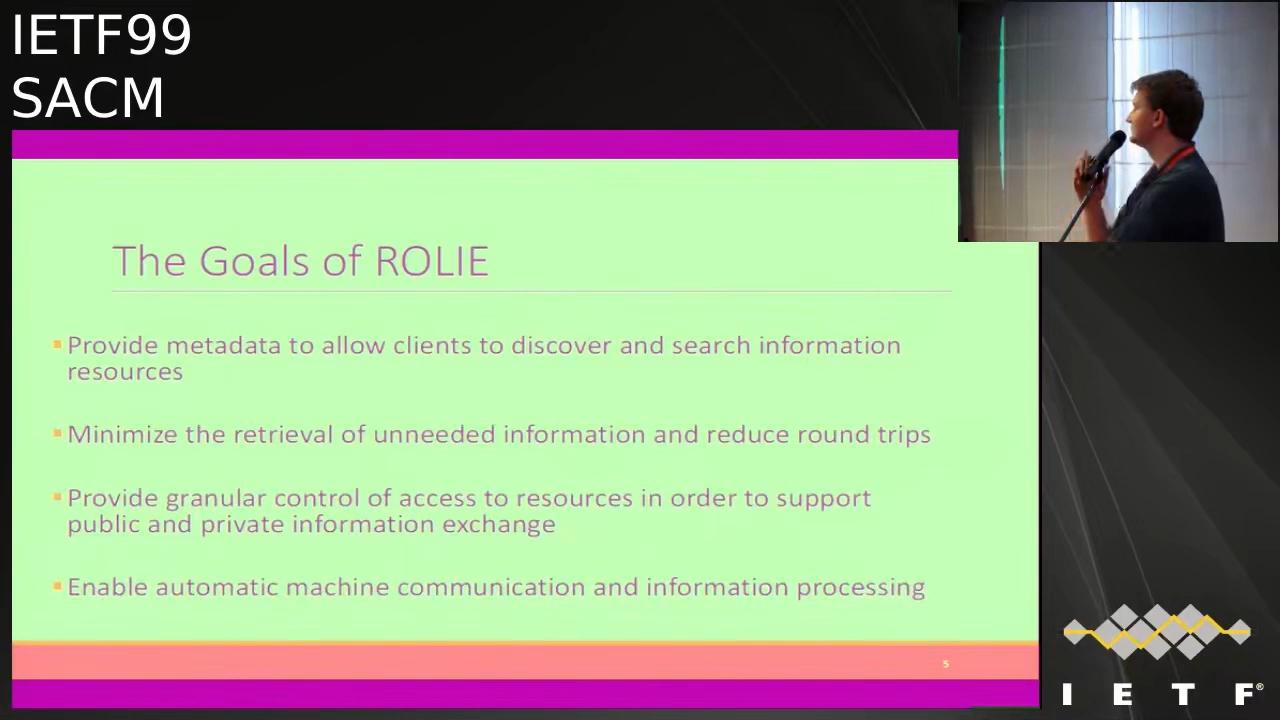 IETF99
SACM
The Goals of ROLIE
▪Provide metadata to allow clients to discover and search information
resources
▪Minimize the retrieval of unneeded information and reduce round trips
▪Provide granular control of access to resources in order to support
public and private information exchange
▪Enable automatic machine communication and information processing
5
I E T F®